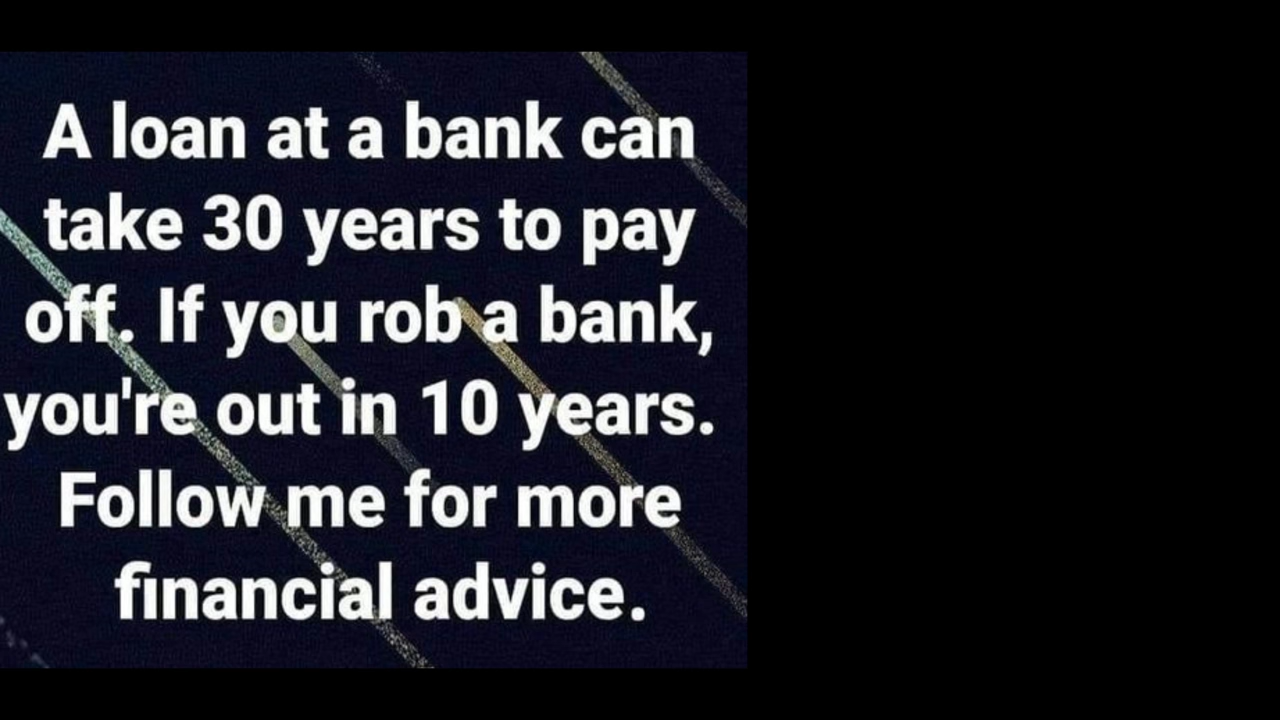 A loan at a bank can
take 30 years to pay
off. If you rob a bank,
you're out in 10 years.
Follow me for more
financial advice.